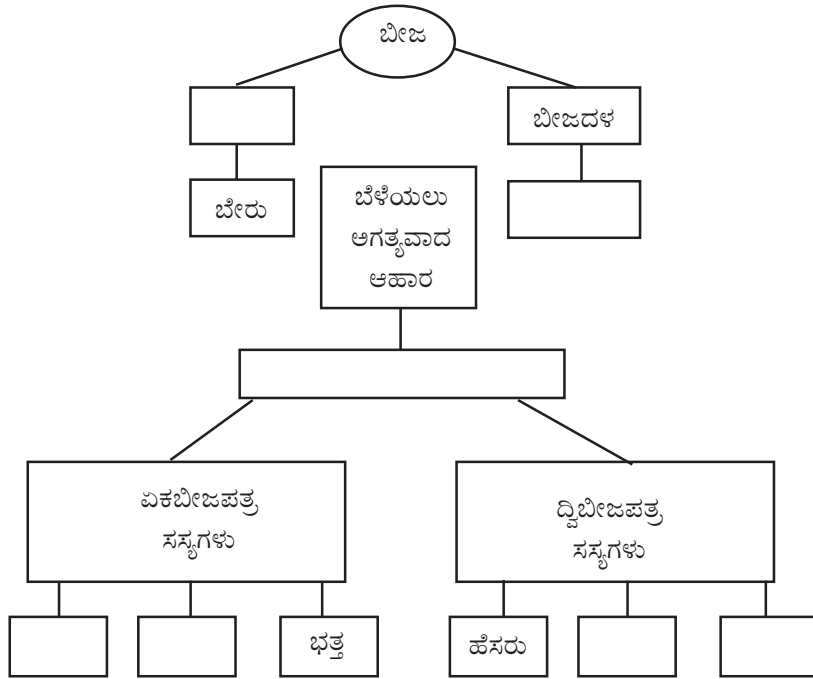 ಬೀಜ
ಬೀಜದಳ
ಬೇರು
ಬೆಳೆಯಲು
ಅಗತ್ಯವಾದ
ಆಹಾರ
ಏಕಬೀಜಪತ್ರ
ಸಸ್ಯಗಳು
ದ್ವಿಬೀಜಪತ್ರ
ಸಸ್ಯಗಳು
ಭತ್ತ
ಹೆಸರು